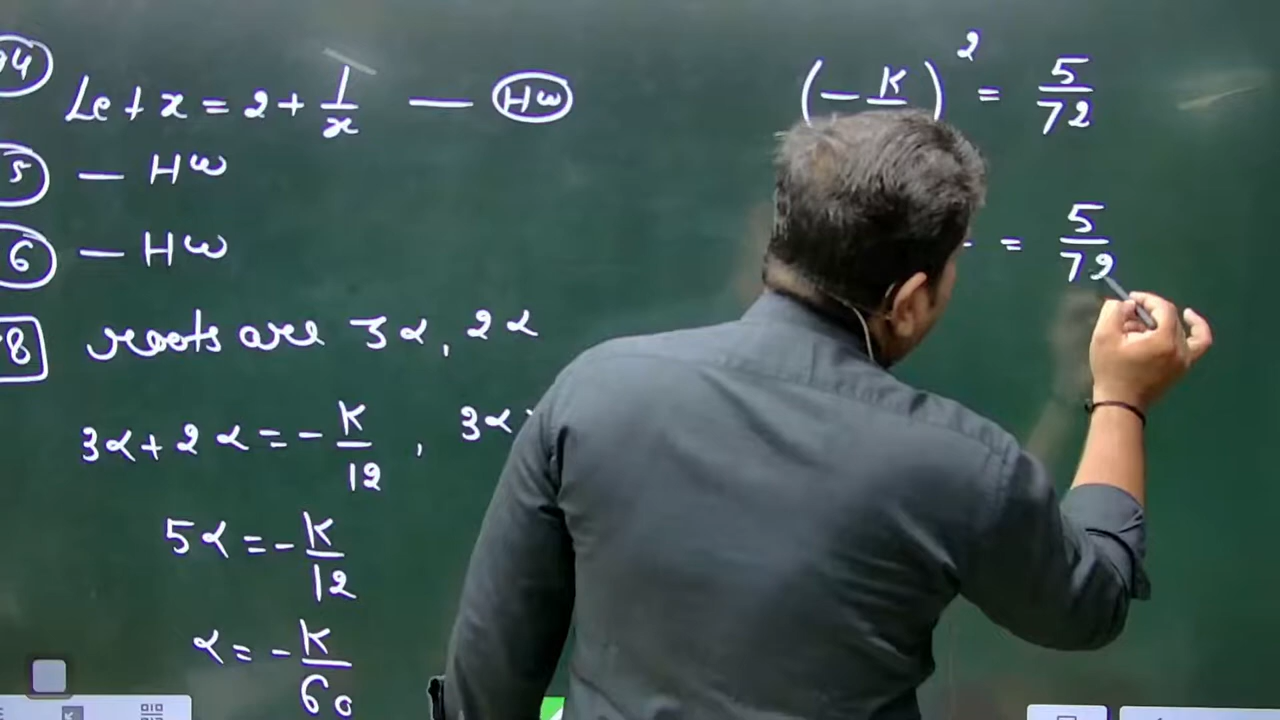 Let x = 2 + 1/x — HW
5 — HW
6 — HW
8 roots are 3α, 2α
3α + 2α = - K/12 , 3α
5α = - K/12
α = - K/60
(- K)² = 5/72
= 5/72